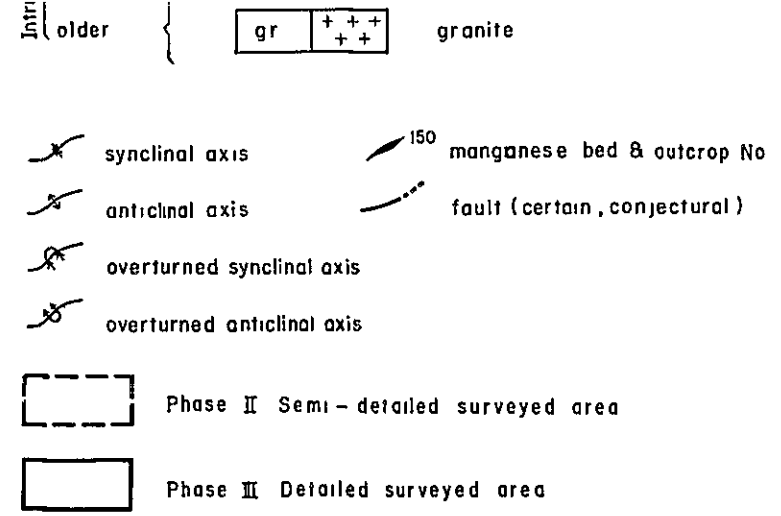 older gr granite
synclinal axis
anticlinal axis
overturned synclinal axis
overturned anticlinal axis
150 manganese bed & outcrop No
fault (certain, conjectural)
Phase II Semi-detailed surveyed area
Phase III Detailed surveyed area